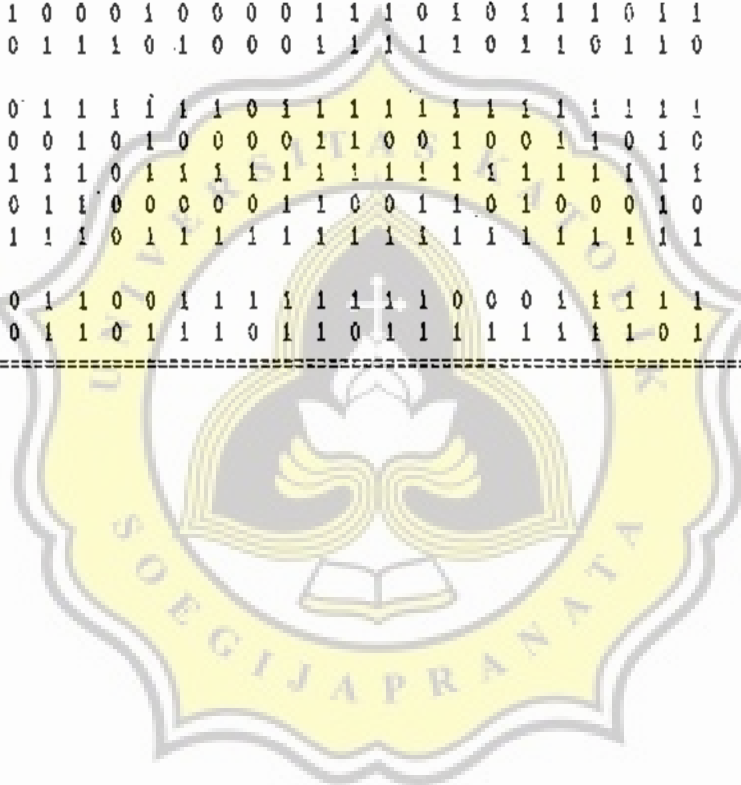 1 0 0 0 1 0 0 0 0 1 1 1 0 1 0 1 1 1 0 1 1
0 1 1 1 0 1 0 0 0 1 1 1 1 1 0 1 1 0 1 1 0
0 1 1 1 1 1 1 0 1 1 1 1 1 1 1 1 1 1 1 1 1
0 0 1 0 1 0 0 0 0 1 1 0 0 1 0 0 1 1 0 1 0
1 1 1 0 1 1 1 1 1 1 1 1 1 1 1 1 1 1 1 1 1
0 1 1 0 0 0 0 0 1 1 0 0 1 1 0 1 0 0 0 1 0
1 1 1 0 1 1 1 1 1 1 1 1 1 1 1 1 1 1 1 1 1
0 1 1 0 0 1 1 1 1 1 1 1 1 0 0 0 1 1 1 1 1
0 1 1 0 1 1 1 0 1 1 0 1 1 1 1 1 1 1 1 0 1
UNIVERSITAS KATOLIK
SOEGIJAPRANATA